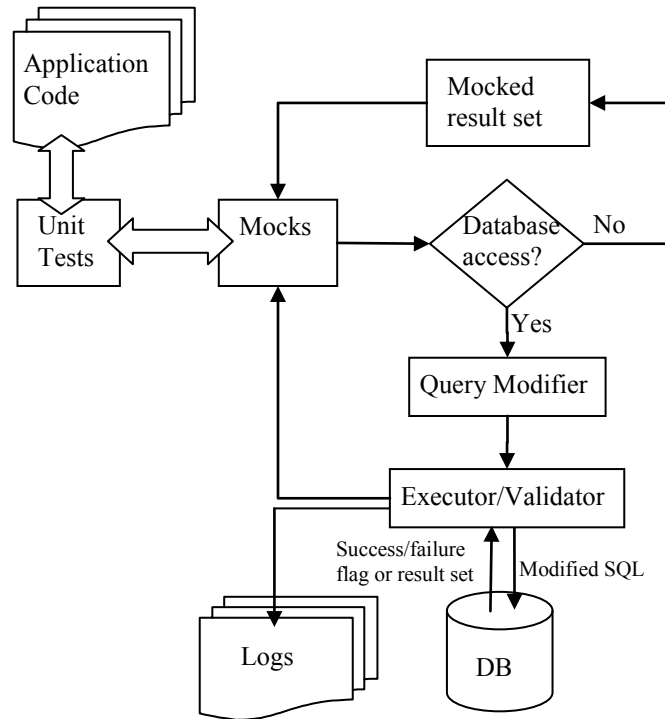 Application
Code
Mocked
result set
Unit
Tests
Mocks
Database
access?
No
Yes
Query Modifier
Executor/Validator
Success/failure
flag or result set
Modified SQL
Logs
DB